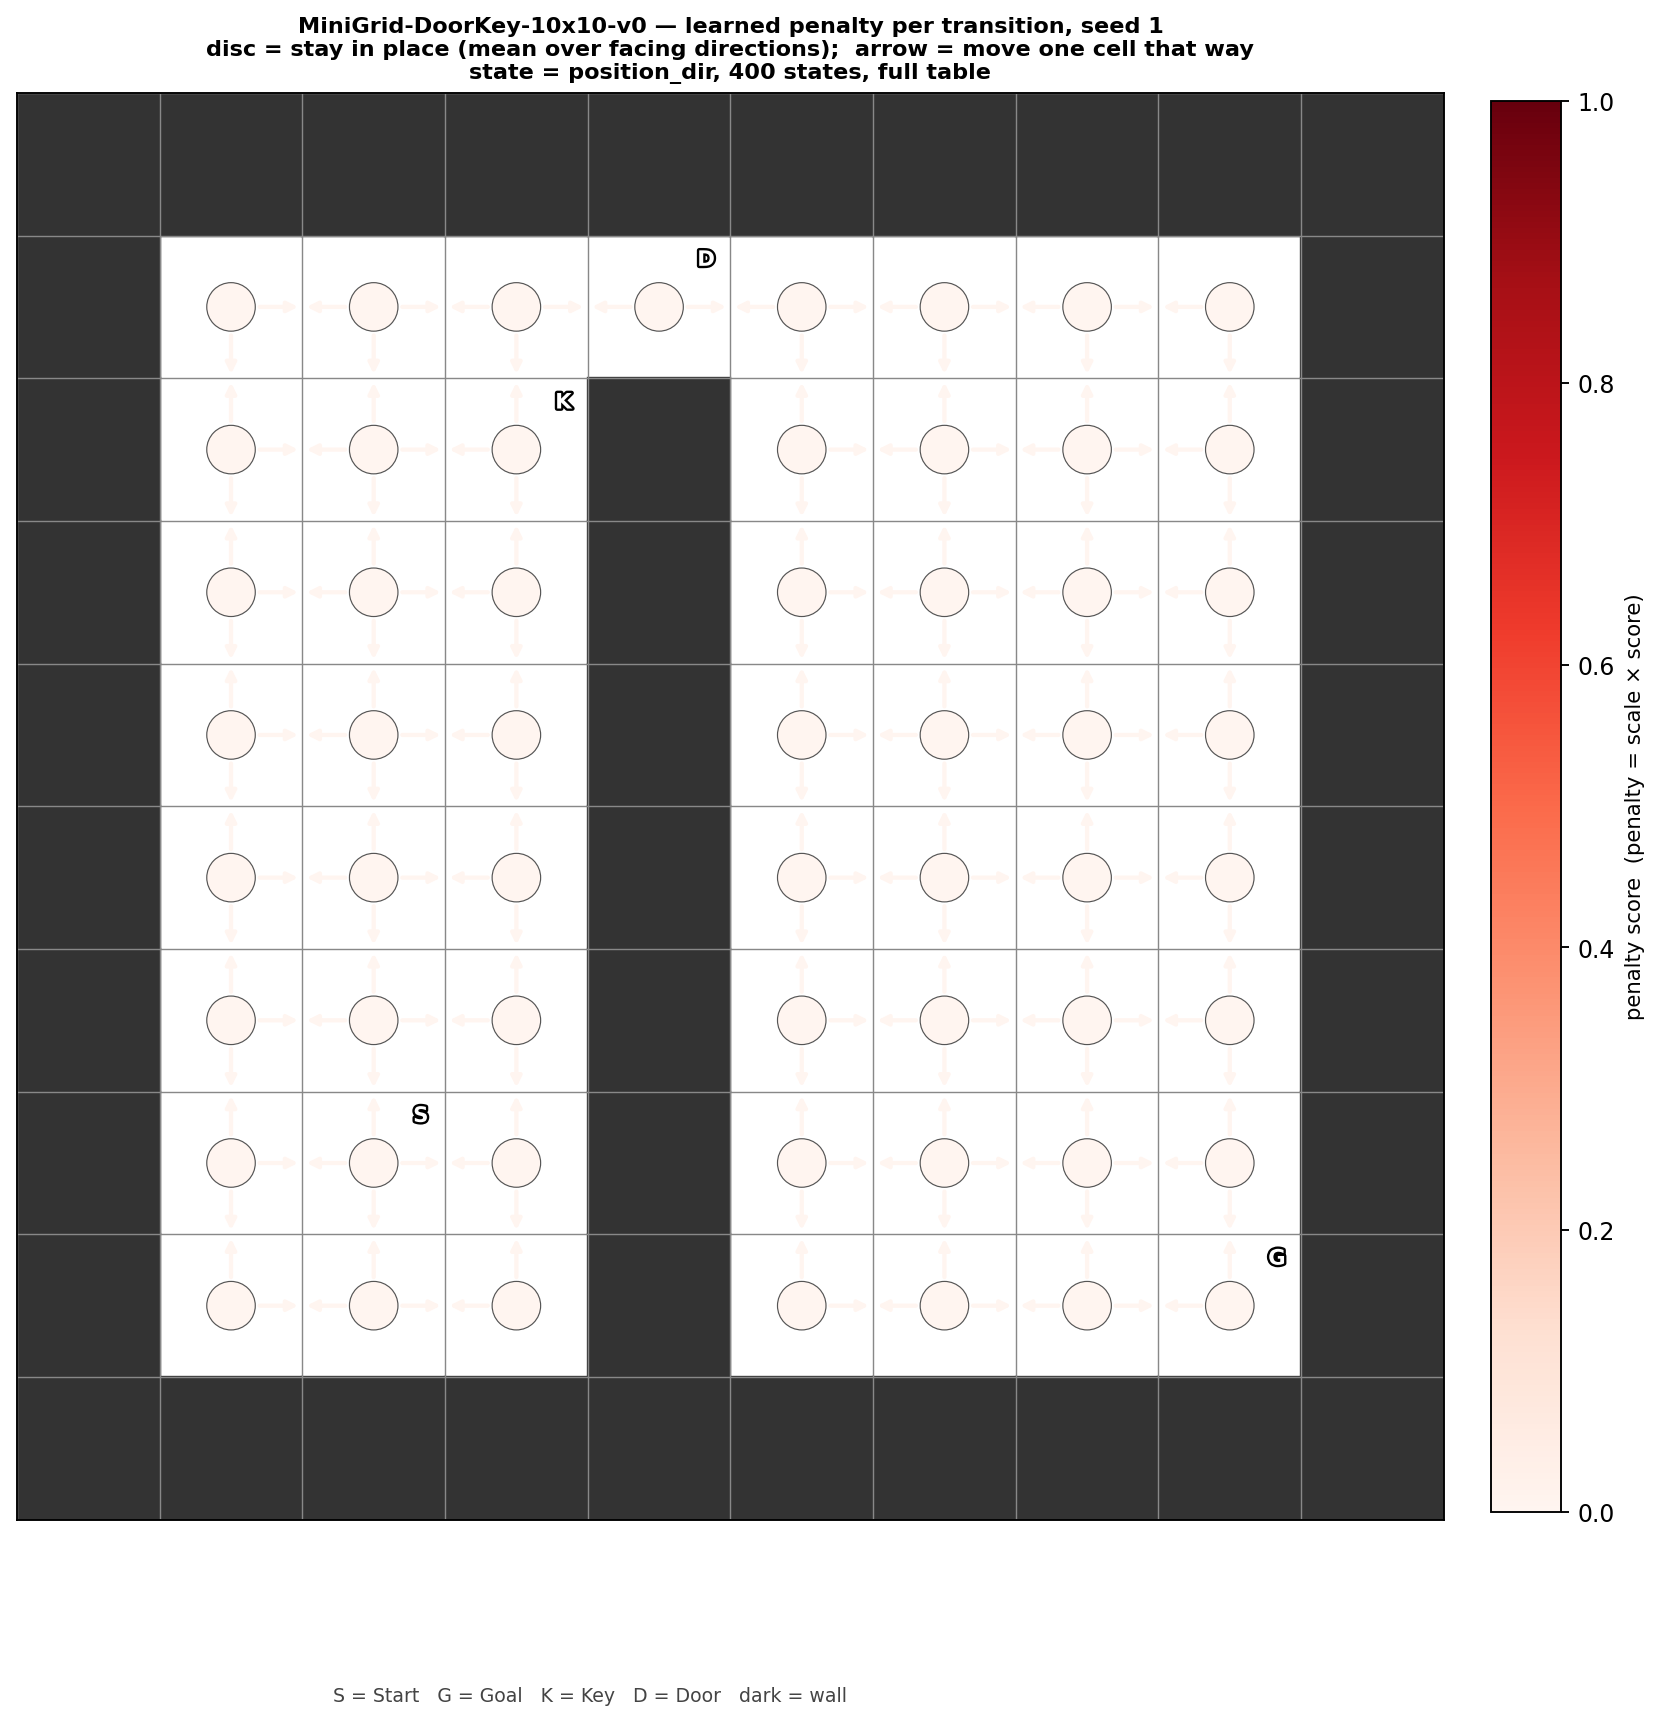 MiniGrid-DoorKey-10x10-v0 — learned penalty per transition, seed 1
disc = stay in place (mean over facing directions);  arrow = move one cell that way
state = position_dir, 400 states, full table
D
K
S
G
1.0
0.8
0.6
0.4
0.2
0.0
penalty score  (penalty = scale × score)
S = Start   G = Goal   K = Key   D = Door   dark = wall